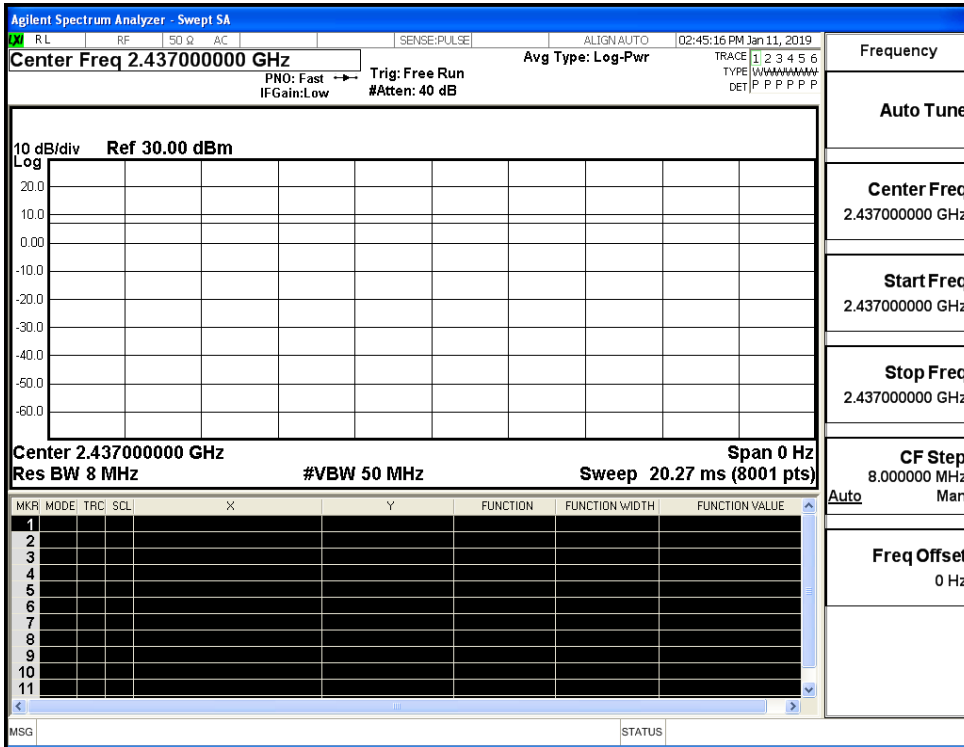 Agilent Spectrum Analyzer - Swept SA
LXI RL RF 50 Ω AC SENSE:PULSE ALIGN AUTO 02:45:16 PM Jan 11, 2019
Center Freq 2.437000000 GHz Avg Type: Log-Pwr TRACE 1 2 3 4 5 6
PNO: Fast Trig: Free Run TYPE WWWWWW
IFGain:Low #Atten: 40 dB DET P P P P P P
10 dB/div Ref 30.00 dBm
Log
20.0
10.0
0.00
-10.0
-20.0
-30.0
-40.0
-50.0
-60.0
Center 2.437000000 GHz Span 0 Hz
Res BW 8 MHz #VBW 50 MHz Sweep 20.27 ms (8001 pts)
MKR MODE TRC SCL X Y FUNCTION FUNCTION WIDTH FUNCTION VALUE
1
2
3
4
5
6
7
8
9
10
11
MSG STATUS
Frequency
Auto Tune
Center Freq
2.437000000 GHz
Start Freq
2.437000000 GHz
Stop Freq
2.437000000 GHz
CF Step
8.000000 MHz
Auto Man
Freq Offset
0 Hz